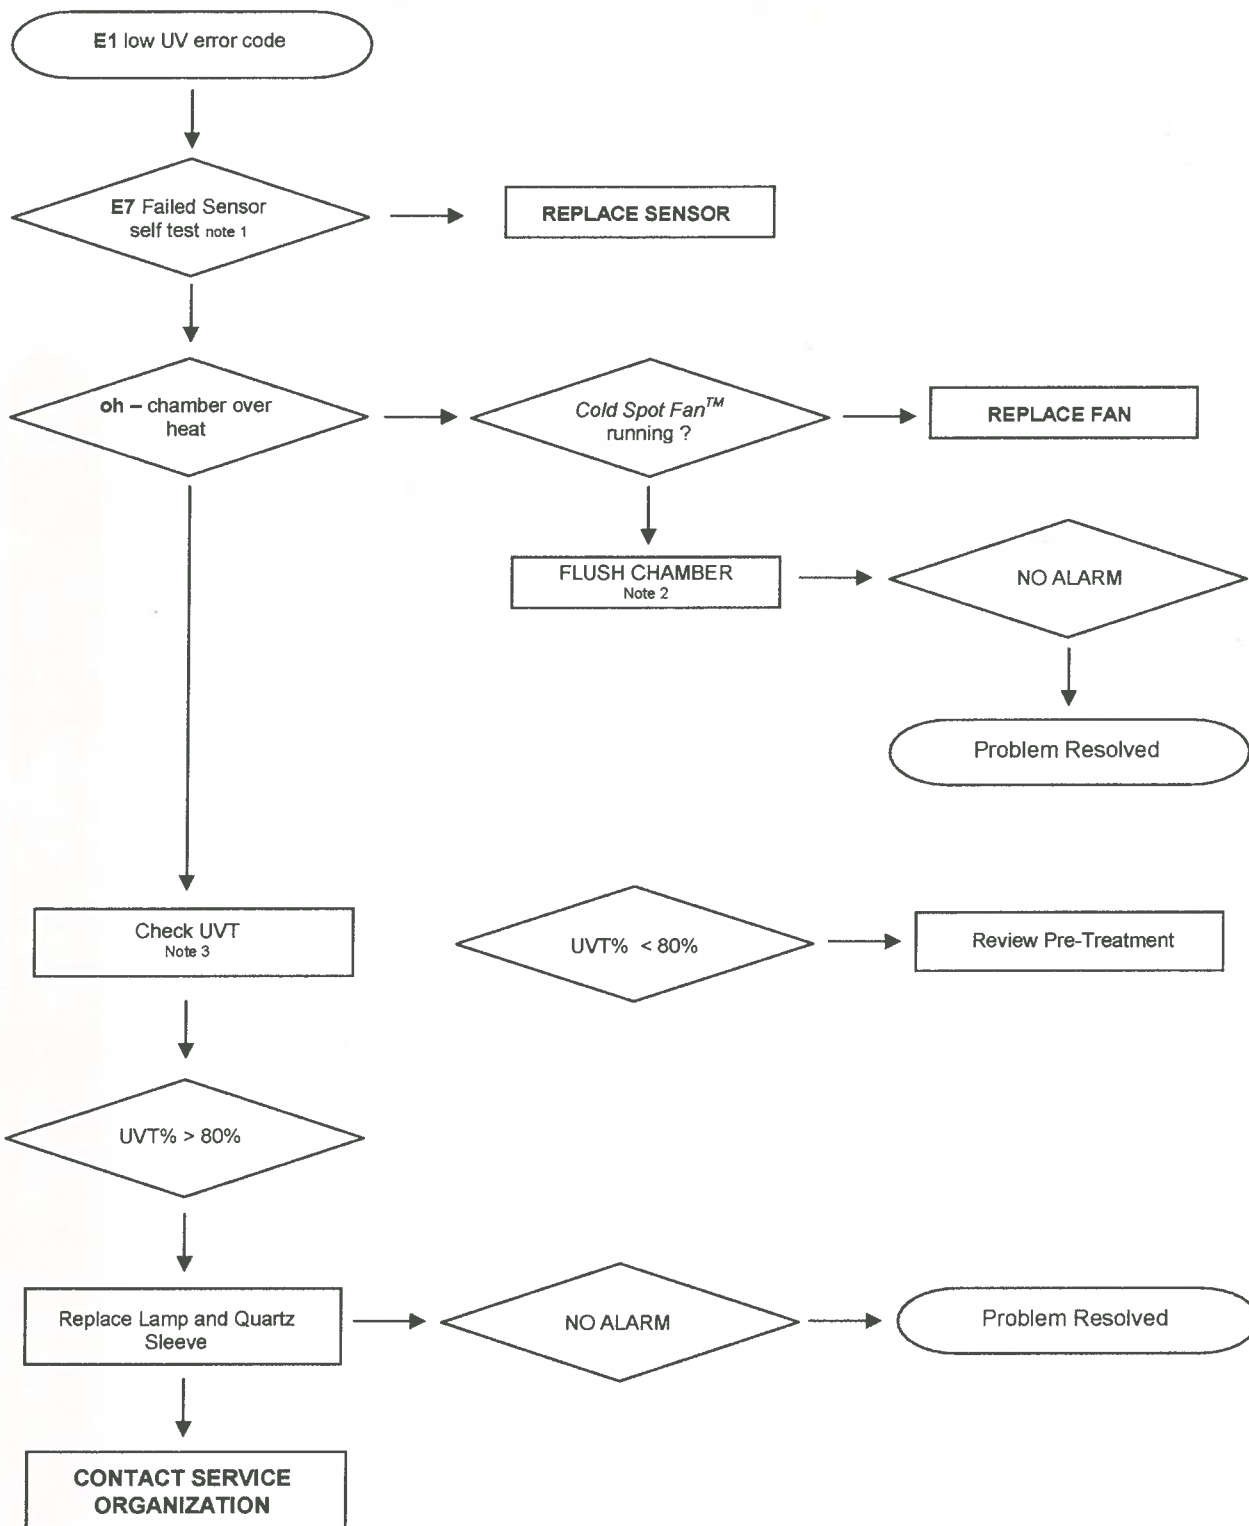 E1 low UV error code
E7 Failed Sensor
self test note 1
REPLACE SENSOR
oh – chamber over
heat
Cold Spot Fan™
running ?
REPLACE FAN
FLUSH CHAMBER
Note 2
NO ALARM
Problem Resolved
Check UVT
Note 3
UVT% < 80%
Review Pre-Treatment
UVT% > 80%
Replace Lamp and Quartz
Sleeve
NO ALARM
Problem Resolved
CONTACT SERVICE
ORGANIZATION